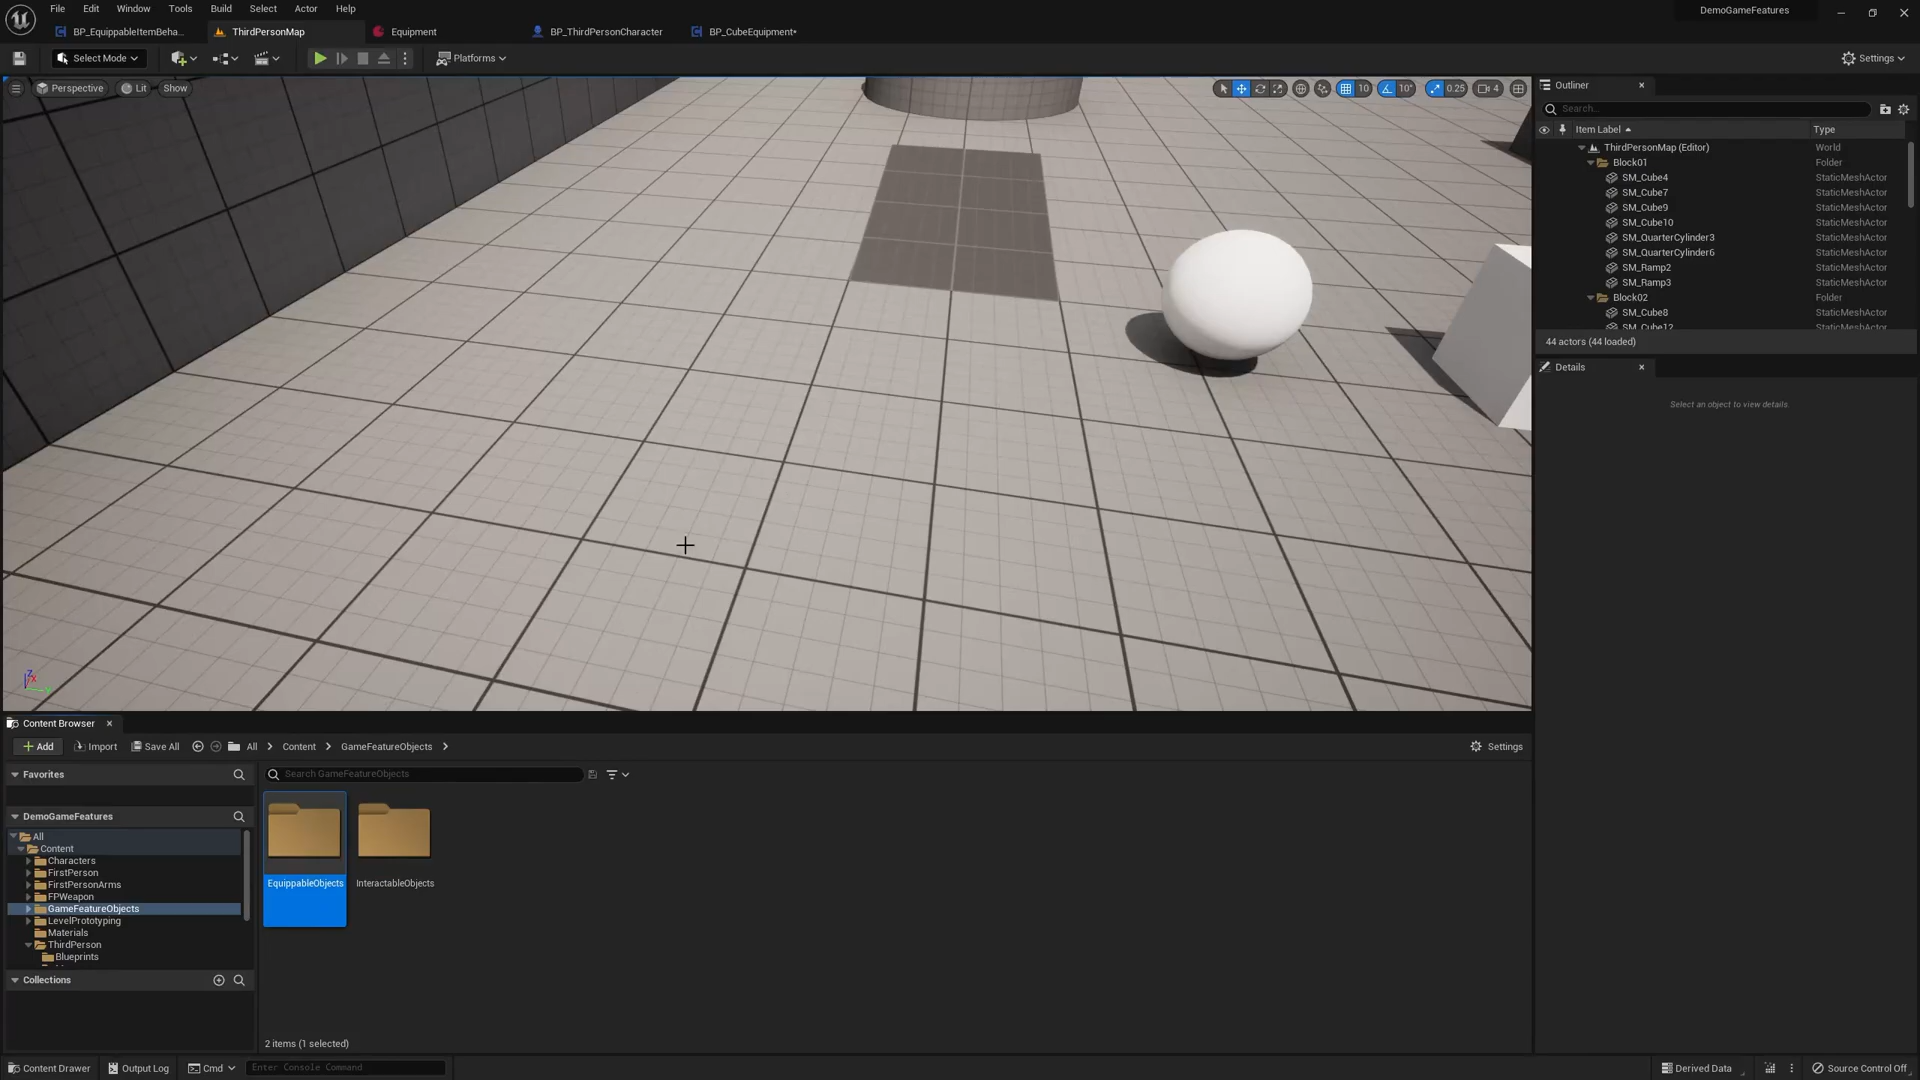 File Edit Window Tools Build Select Actor Help
DemoGameFeatures
BP_EquippableItemBeha...
ThirdPersonMap
Equipment
BP_ThirdPersonCharacter
BP_CubeEquipment*
Select Mode
Platforms
Settings
Perspective
Lit
Show
10
10°
0.25
4
Outliner
Search...
Item Label
Type
ThirdPersonMap (Editor) World
Block01 Folder
SM_Cube4 StaticMeshActor
SM_Cube7 StaticMeshActor
SM_Cube9 StaticMeshActor
SM_Cube10 StaticMeshActor
SM_QuarterCylinder3 StaticMeshActor
SM_QuarterCylinder6 StaticMeshActor
SM_Ramp2 StaticMeshActor
SM_Ramp3 StaticMeshActor
Block02 Folder
SM_Cube8 StaticMeshActor
SM_Cube12 StaticMeshActor
44 actors (44 loaded)
Details
Select an object to view details.
Content Browser
Add
Import
Save All
All
Content
GameFeatureObjects
Settings
Favorites
Search GameFeatureObjects
DemoGameFeatures
All
Content
Characters
FirstPerson
FirstPersonArms
FPWeapon
GameFeatureObjects
LevelPrototyping
Materials
ThirdPerson
Blueprints
Collections
EquippableObjects
InteractableObjects
2 items (1 selected)
Content Drawer
Output Log
Cmd
Enter Console Command
Derived Data
Source Control Off